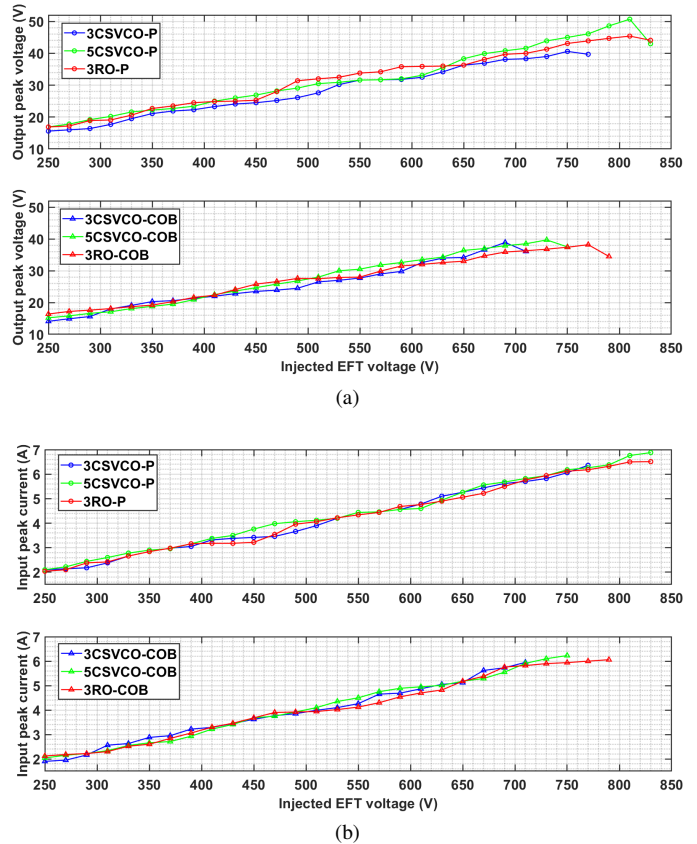 Output peak voltage (V)
50
40
30
20
10
3CSVCO-P
5CSVCO-P
3RO-P
250 300 350 400 450 500 550 600 650 700 750 800 850
Output peak voltage (V)
50
40
30
20
10
3CSVCO-COB
5CSVCO-COB
3RO-COB
250 300 350 400 450 500 550 600 650 700 750 800 850
Injected EFT voltage (V)
(a)
Input peak current (A)
7
6
5
4
3
2
3CSVCO-P
5CSVCO-P
3RO-P
250 300 350 400 450 500 550 600 650 700 750 800 850
Input peak current (A)
7
6
5
4
3
2
3CSVCO-COB
5CSVCO-COB
3RO-COB
250 300 350 400 450 500 550 600 650 700 750 800 850
Injected EFT voltage (V)
(b)